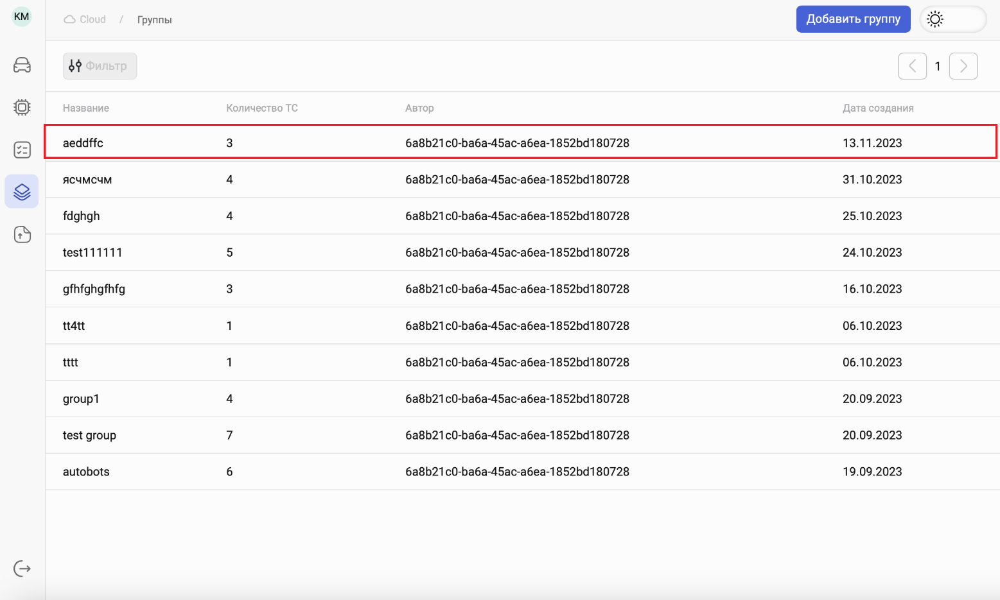 KM
Cloud / Группы
Добавить группу
Фильтр
1
Название Количество ТС Автор Дата создания
aeddffc 3 6a8b21c0-ba6a-45ac-a6ea-1852bd180728 13.11.2023
ясчмсчм 4 6a8b21c0-ba6a-45ac-a6ea-1852bd180728 31.10.2023
fdghgh 4 6a8b21c0-ba6a-45ac-a6ea-1852bd180728 25.10.2023
test111111 5 6a8b21c0-ba6a-45ac-a6ea-1852bd180728 24.10.2023
gfhfghgfhfg 3 6a8b21c0-ba6a-45ac-a6ea-1852bd180728 16.10.2023
tt4tt 1 6a8b21c0-ba6a-45ac-a6ea-1852bd180728 06.10.2023
tttt 1 6a8b21c0-ba6a-45ac-a6ea-1852bd180728 06.10.2023
group1 4 6a8b21c0-ba6a-45ac-a6ea-1852bd180728 20.09.2023
test group 7 6a8b21c0-ba6a-45ac-a6ea-1852bd180728 20.09.2023
autobots 6 6a8b21c0-ba6a-45ac-a6ea-1852bd180728 19.09.2023